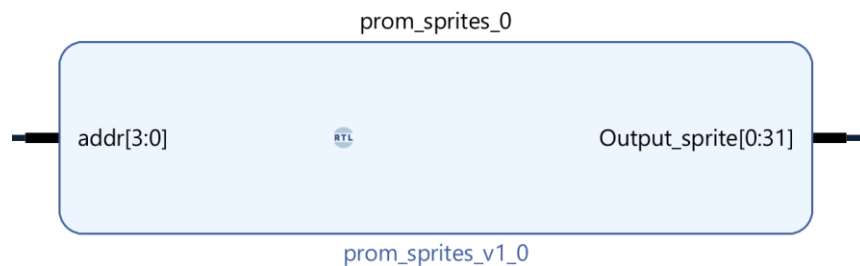 prom_sprites_0
addr[3:0]
RTL
Output_sprite[0:31]
prom_sprites_v1_0